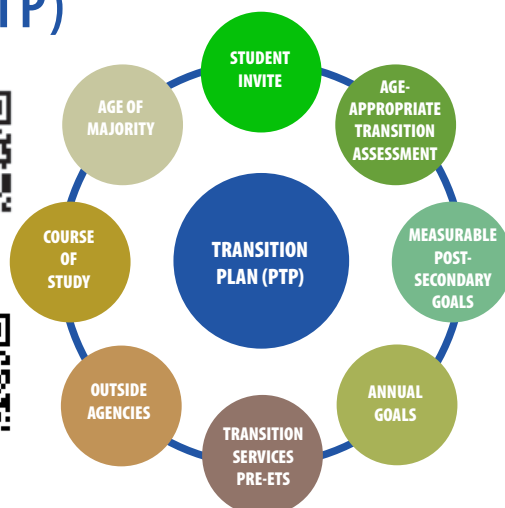 TP)
STUDENT
INVITE
AGE-
APPROPRIATE
TRANSITION
ASSESSMENT
MEASURABLE
POST-
SECONDARY
GOALS
ANNUAL
GOALS
TRANSITION
SERVICES
PRE-ETS
OUTSIDE
AGENCIES
COURSE
OF
STUDY
AGE OF
MAJORITY
TRANSITION
PLAN (PTP)